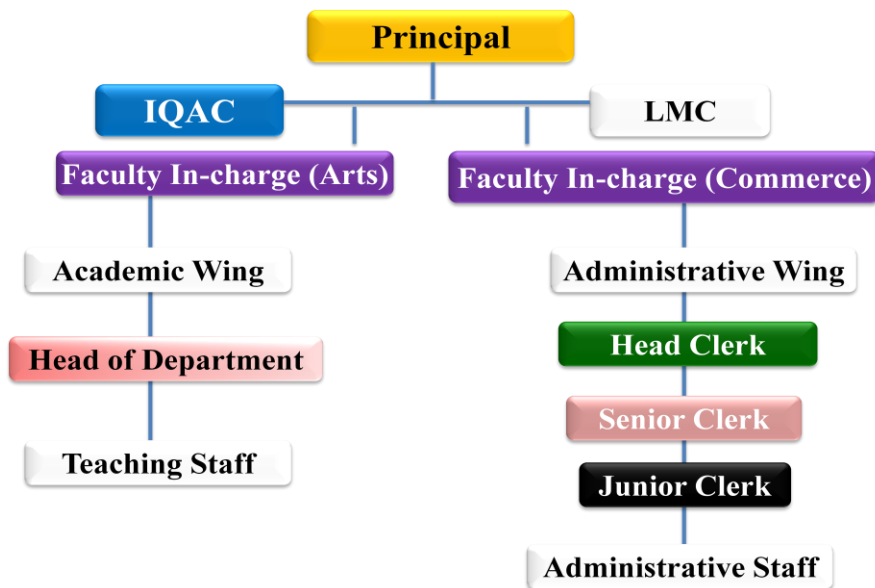 Principal
IQAC
LMC
Faculty In-charge (Arts)
Faculty In-charge (Commerce)
Academic Wing
Administrative Wing
Head of Department
Head Clerk
Senior Clerk
Teaching Staff
Junior Clerk
Administrative Staff